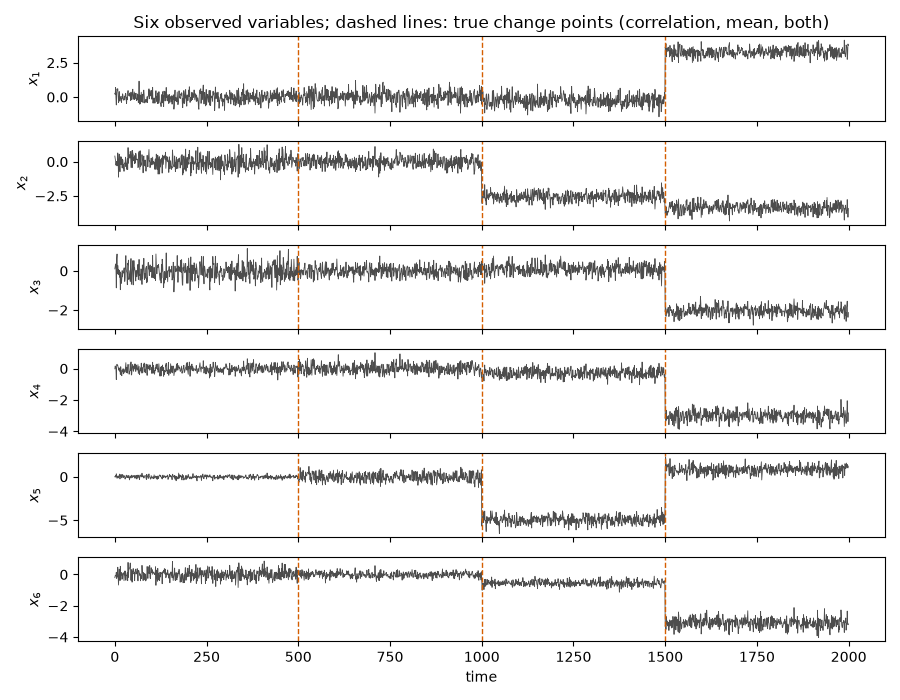 Six observed variables; dashed lines: true change points (correlation, mean, both)
x₁
2.5
0.0
x₂
0.0
−2.5
x₃
0
−2
x₄
0
−2
−4
x₅
0
−5
x₆
0
−2
−4
0 250 500 750 1000 1250 1500 1750 2000
time